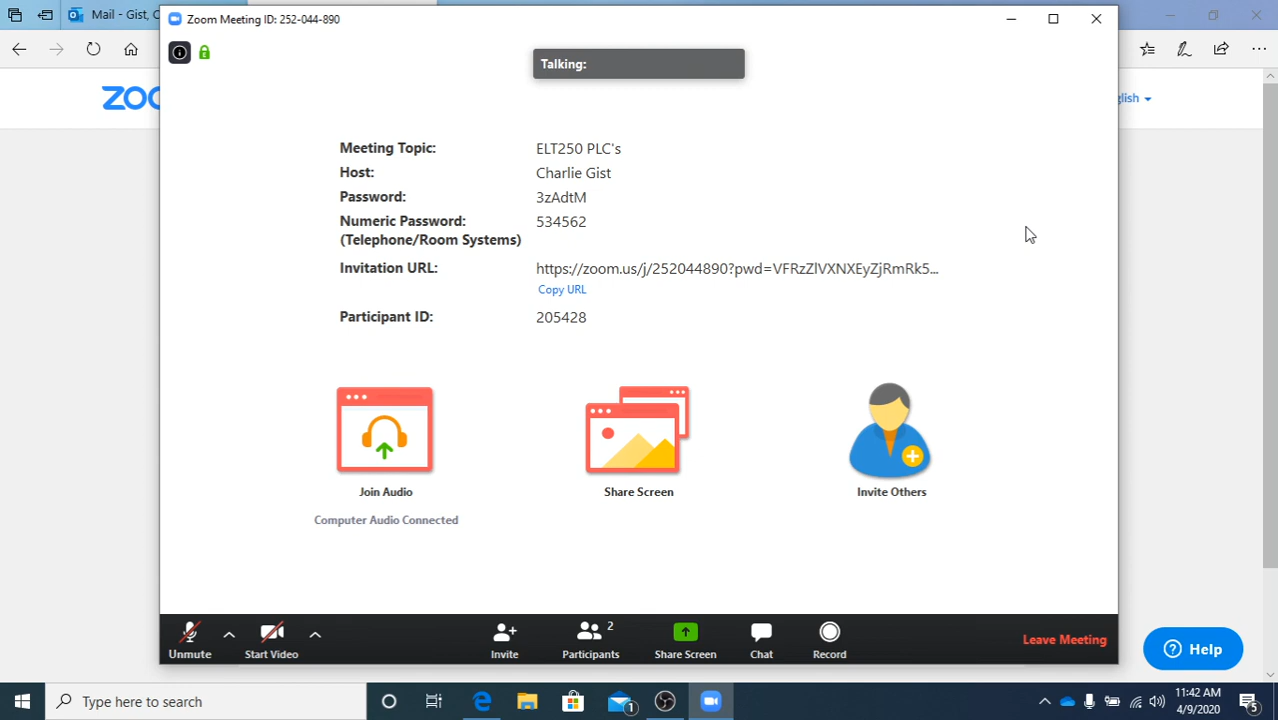 Mail - Gist, C
Zoom Meeting ID: 252-044-890
Talking:
ZOO
glish
Meeting Topic: ELT250 PLC's
Host: Charlie Gist
Password: 3zAdtM
Numeric Password: 534562
(Telephone/Room Systems)
Invitation URL: https://zoom.us/j/252044890?pwd=VFRzZlVXNXEyZjRmRk5...
Copy URL
Participant ID: 205428
Join Audio Share Screen Invite Others
Computer Audio Connected
2
Unmute Start Video Invite Participants Share Screen Chat Record Leave Meeting
? Help
Type here to search
1
11:42 AM
4/9/2020
5